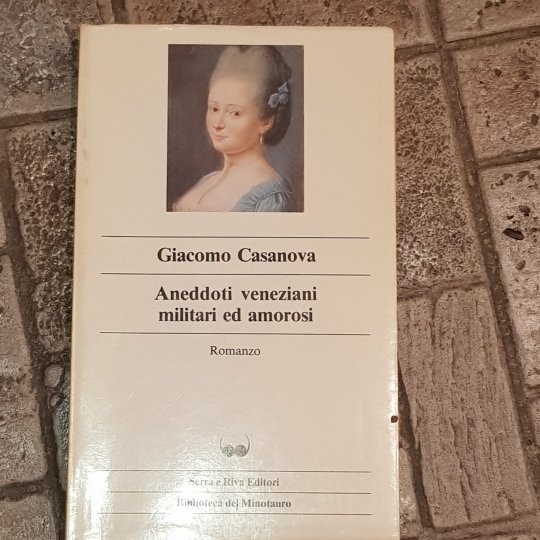 Giacomo Casanova
Aneddoti veneziani
militari ed amorosi
Romanzo
Serra e Riva Editori
Biblioteca del Minotauro